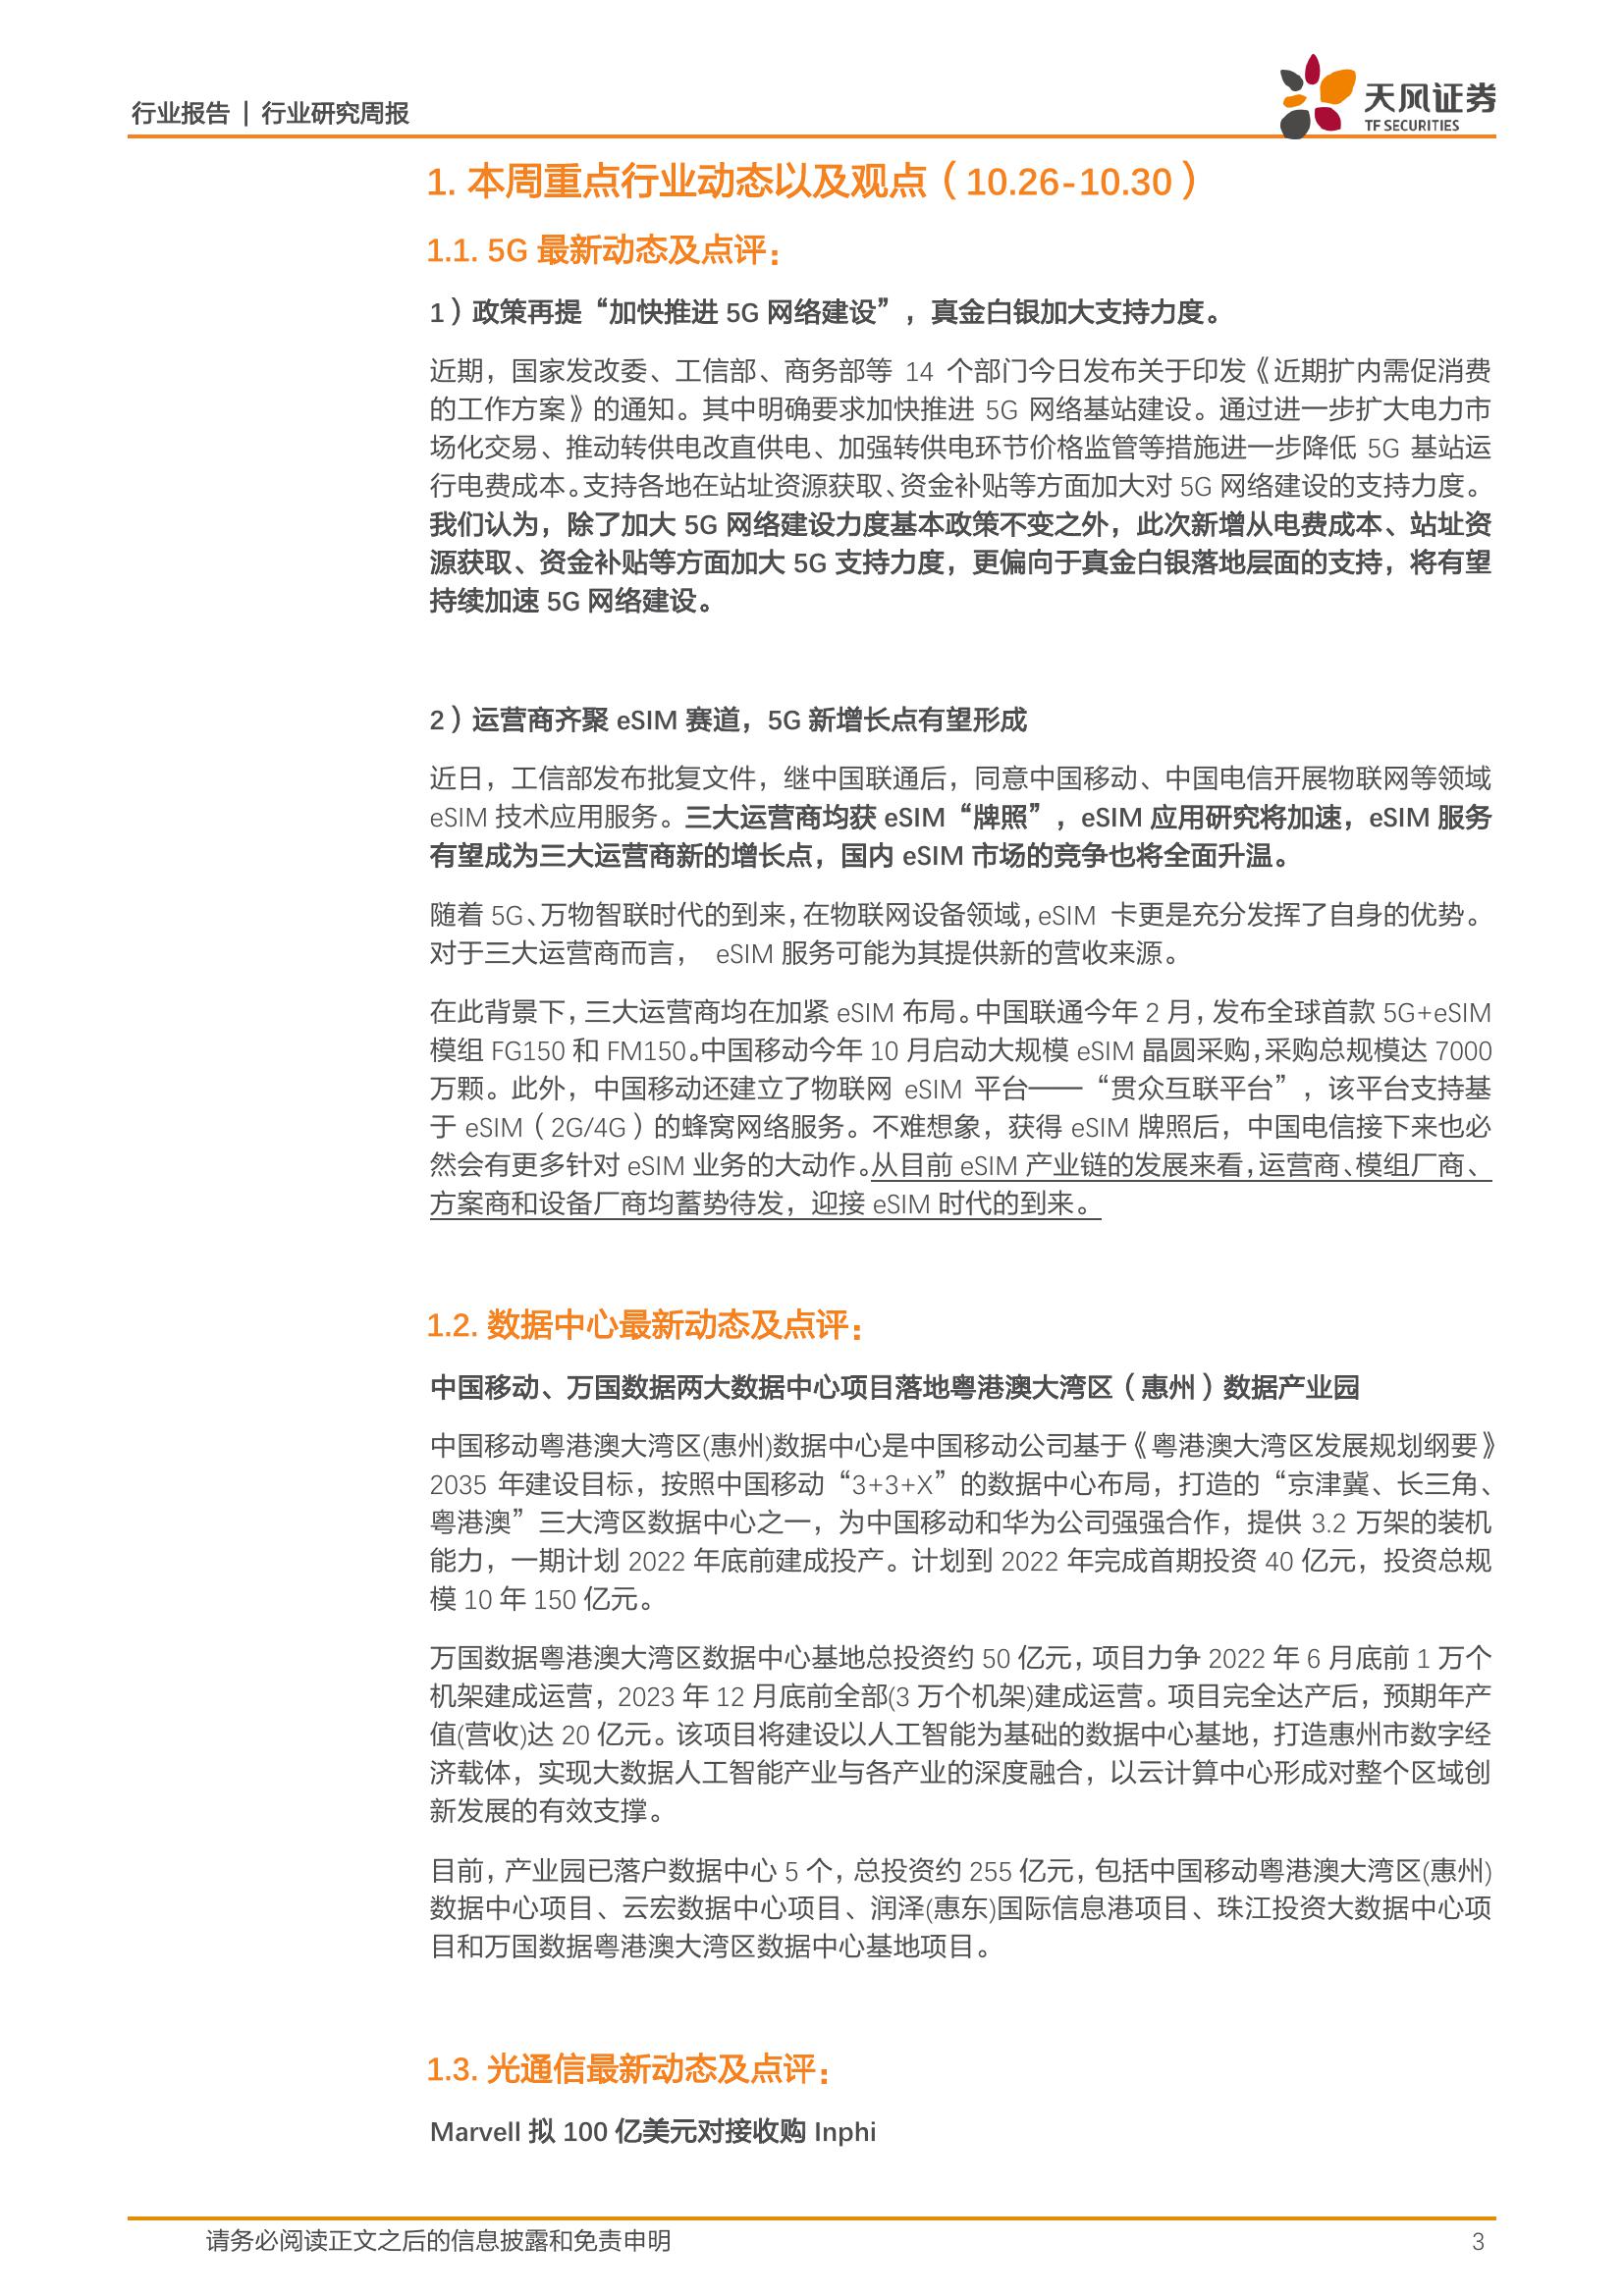 行业报告 | 行业研究周报
天风证券
TF SECURITIES
1. 本周重点行业动态以及观点（10.26-10.30）
1.1. 5G 最新动态及点评：
1）政策再提“加快推进 5G 网络建设”，真金白银加大支持力度。
近期，国家发改委、工信部、商务部等 14 个部门今日发布关于印发《近期扩内需促消费
的工作方案》的通知。其中明确要求加快推进 5G 网络基站建设。通过进一步扩大电力市
场化交易、推动转供电改直供电、加强转供电环节价格监管等措施进一步降低 5G 基站运
行电费成本。支持各地在站址资源获取、资金补贴等方面加大对 5G 网络建设的支持力度。
我们认为，除了加大 5G 网络建设力度基本政策不变之外，此次新增从电费成本、站址资
源获取、资金补贴等方面加大 5G 支持力度，更偏向于真金白银落地层面的支持，将有望
持续加速 5G 网络建设。
2）运营商齐聚 eSIM 赛道，5G 新增长点有望形成
近日，工信部发布批复文件，继中国联通后，同意中国移动、中国电信开展物联网等领域
eSIM 技术应用服务。三大运营商均获 eSIM“牌照”，eSIM 应用研究将加速，eSIM 服务
有望成为三大运营商新的增长点，国内 eSIM 市场的竞争也将全面升温。
随着 5G、万物智联时代的到来，在物联网设备领域，eSIM 卡更是充分发挥了自身的优势。
对于三大运营商而言， eSIM 服务可能为其提供新的营收来源。
在此背景下，三大运营商均在加紧 eSIM 布局。中国联通今年 2 月，发布全球首款 5G+eSIM
模组 FG150 和 FM150。中国移动今年 10 月启动大规模 eSIM 晶圆采购，采购总规模达 7000
万颗。此外，中国移动还建立了物联网 eSIM 平台——“贯众互联平台”，该平台支持基
于 eSIM（2G/4G）的蜂窝网络服务。不难想象，获得 eSIM 牌照后，中国电信接下来也必
然会有更多针对 eSIM 业务的大动作。从目前 eSIM 产业链的发展来看，运营商、模组厂商、
方案商和设备厂商均蓄势待发，迎接 eSIM 时代的到来。
1.2. 数据中心最新动态及点评：
中国移动、万国数据两大数据中心项目落地粤港澳大湾区（惠州）数据产业园
中国移动粤港澳大湾区(惠州)数据中心是中国移动公司基于《粤港澳大湾区发展规划纲要》
2035 年建设目标，按照中国移动“3+3+X”的数据中心布局，打造的“京津冀、长三角、
粤港澳”三大湾区数据中心之一，为中国移动和华为公司强强合作，提供 3.2 万架的装机
能力，一期计划 2022 年底前建成投产。计划到 2022 年完成首期投资 40 亿元，投资总规
模 10 年 150 亿元。
万国数据粤港澳大湾区数据中心基地总投资约 50 亿元，项目力争 2022 年 6 月底前 1 万个
机架建成运营，2023 年 12 月底前全部(3 万个机架)建成运营。项目完全达产后，预期年产
值(营收)达 20 亿元。该项目将建设以人工智能为基础的数据中心基地，打造惠州市数字经
济载体，实现大数据人工智能产业与各产业的深度融合，以云计算中心形成对整个区域创
新发展的有效支撑。
目前，产业园已落户数据中心 5 个，总投资约 255 亿元，包括中国移动粤港澳大湾区(惠州)
数据中心项目、云宏数据中心项目、润泽(惠东)国际信息港项目、珠江投资大数据中心项
目和万国数据粤港澳大湾区数据中心基地项目。
1.3. 光通信最新动态及点评：
Marvell 拟 100 亿美元对接收购 Inphi
请务必阅读正文之后的信息披露和免责申明
3